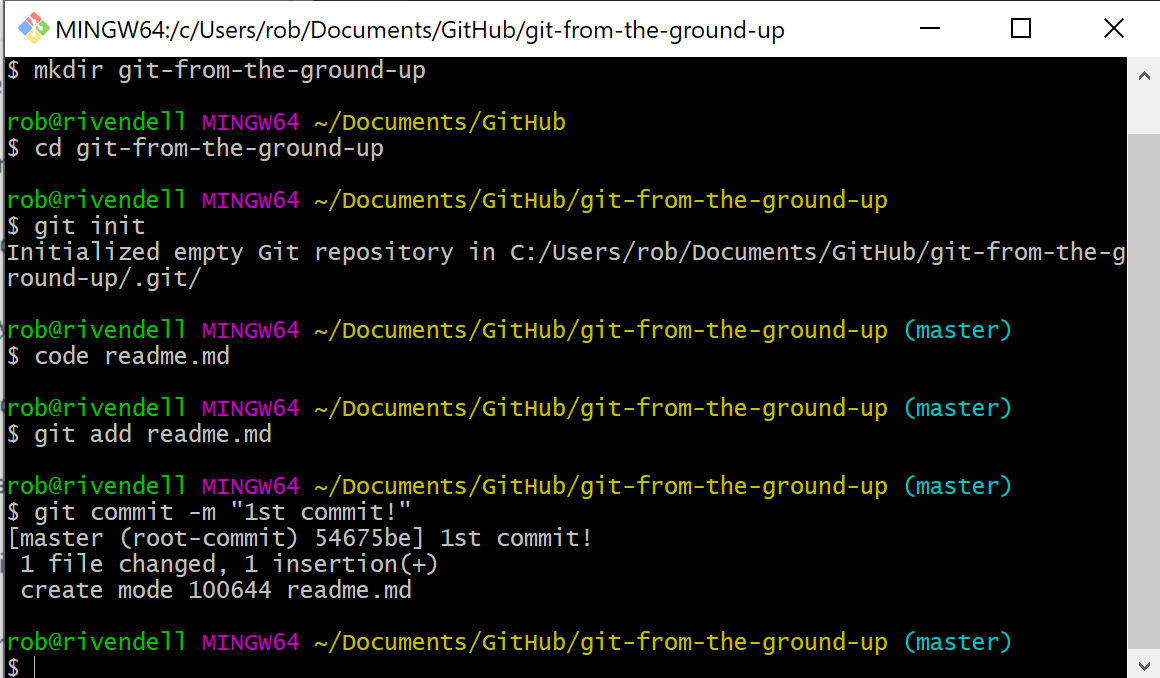 MINGW64:/c/Users/rob/Documents/GitHub/git-from-the-ground-up
$ mkdir git-from-the-ground-up
rob@rivendell MINGW64 ~/Documents/GitHub
$ cd git-from-the-ground-up
rob@rivendell MINGW64 ~/Documents/GitHub/git-from-the-ground-up
$ git init
Initialized empty Git repository in C:/Users/rob/Documents/GitHub/git-from-the-g
round-up/.git/
rob@rivendell MINGW64 ~/Documents/GitHub/git-from-the-ground-up (master)
$ code readme.md
rob@rivendell MINGW64 ~/Documents/GitHub/git-from-the-ground-up (master)
$ git add readme.md
rob@rivendell MINGW64 ~/Documents/GitHub/git-from-the-ground-up (master)
$ git commit -m "1st commit!"
[master (root-commit) 54675be] 1st commit!
 1 file changed, 1 insertion(+)
 create mode 100644 readme.md
rob@rivendell MINGW64 ~/Documents/GitHub/git-from-the-ground-up (master)
$